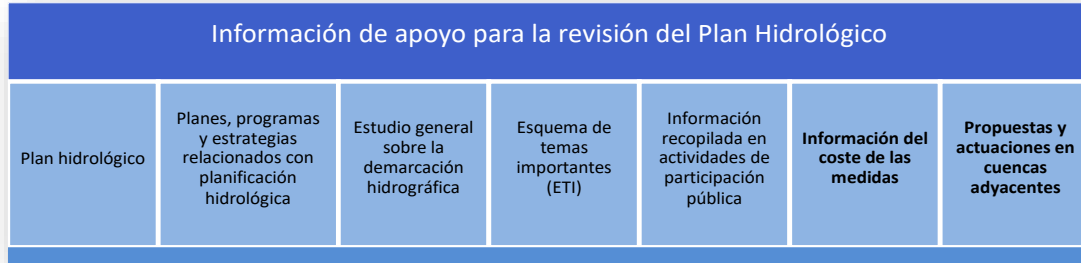 Información de apoyo para la revisión del Plan Hidrológico
Plan hidrológico
Planes, programas
y estrategias
relacionados con
planificación
hidrológica
Estudio general
sobre la
demarcación
hidrográfica
Esquema de
temas
importantes
(ETI)
Información
recopilada en
actividades de
participación
pública
Información del
coste de las
medidas
Propuestas y
actuaciones en
cuencas
adyacentes